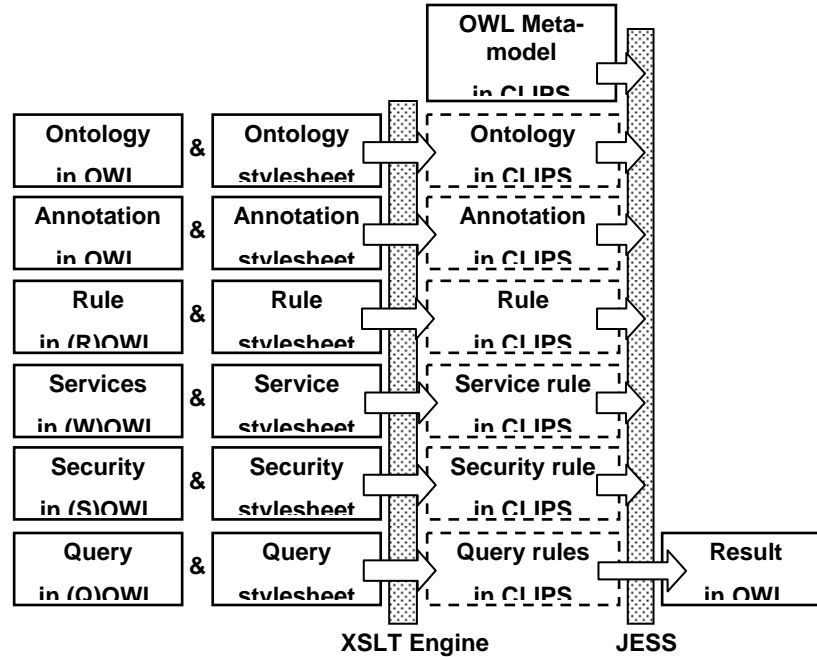 OWL Meta-
model
in CLIPS
Ontology
in OWL
&
Ontology
stylesheet
Ontology
in CLIPS
Annotation
in OWL
&
Annotation
stylesheet
Annotation
in CLIPS
Rule
in (R)OWL
&
Rule
stylesheet
Rule
in CLIPS
Services
in (W)OWL
&
Service
stylesheet
Service rule
in CLIPS
Security
in (S)OWL
&
Security
stylesheet
Security rule
in CLIPS
Query
in (Q)OWL
&
Query
stylesheet
Query rules
in CLIPS
Result
in OWL
XSLT Engine
JESS